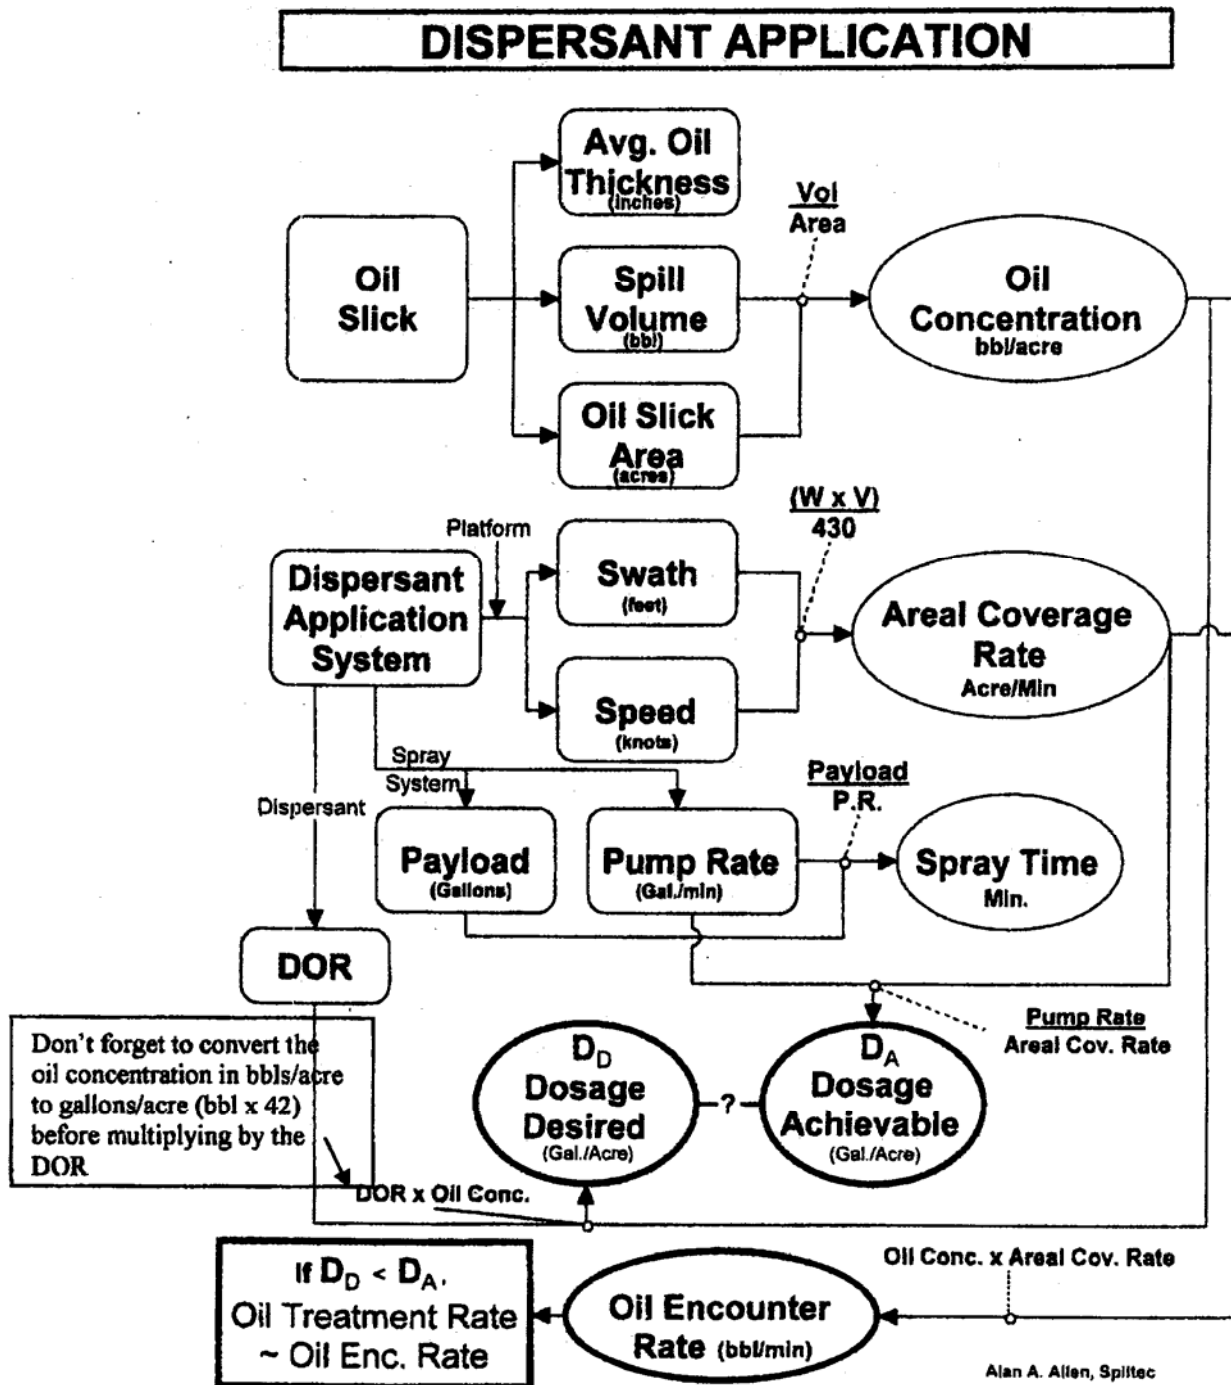 DISPERSANT APPLICATION
Avg. Oil
Thickness
(inches)
Vol
Area
Oil
Slick
Spill
Volume
(bbl)
Oil
Concentration
bbl/acre
Oil Slick
Area
(acres)
(W x V)
430
Platform
Dispersant
Application
System
Swath
(feet)
Areal Coverage
Rate
Acre/Min
Speed
(knots)
Spray
System
Dispersant
Payload
P.R.
Payload
(Gallons)
Pump Rate
(Gal./min)
Spray Time
Min.
DOR
Don't forget to convert the
oil concentration in bbls/acre
to gallons/acre (bbl x 42)
before multiplying by the
DOR
Pump Rate
Areal Cov. Rate
DD
Dosage
Desired
(Gal./Acre)
?
DA
Dosage
Achievable
(Gal./Acre)
DOR x Oil Conc.
Oil Conc. x Areal Cov. Rate
If DD < DA,
Oil Treatment Rate
~ Oil Enc. Rate
Oil Encounter
Rate (bbl/min)
Alan A. Allen, Spiltec